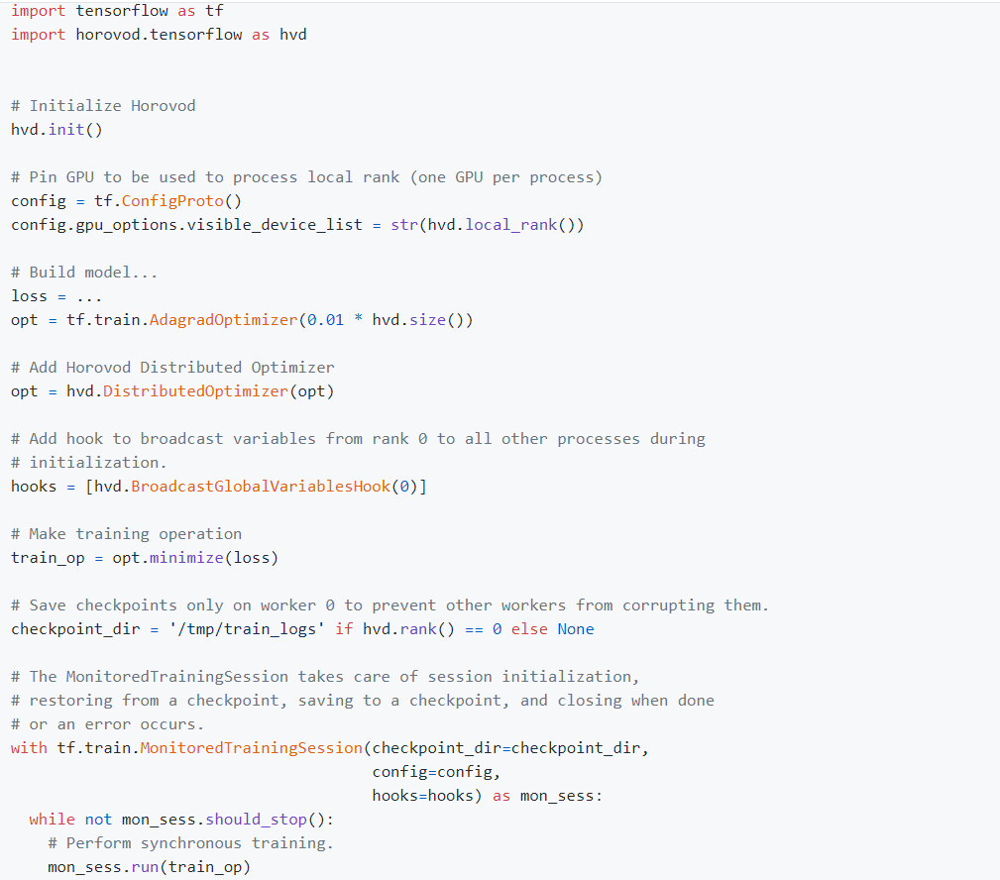 import tensorflow as tf
import horovod.tensorflow as hvd


# Initialize Horovod
hvd.init()

# Pin GPU to be used to process local rank (one GPU per process)
config = tf.ConfigProto()
config.gpu_options.visible_device_list = str(hvd.local_rank())

# Build model...
loss = ...
opt = tf.train.AdagradOptimizer(0.01 * hvd.size())

# Add Horovod Distributed Optimizer
opt = hvd.DistributedOptimizer(opt)

# Add hook to broadcast variables from rank 0 to all other processes during
# initialization.
hooks = [hvd.BroadcastGlobalVariablesHook(0)]

# Make training operation
train_op = opt.minimize(loss)

# Save checkpoints only on worker 0 to prevent other workers from corrupting them.
checkpoint_dir = '/tmp/train_logs' if hvd.rank() == 0 else None

# The MonitoredTrainingSession takes care of session initialization,
# restoring from a checkpoint, saving to a checkpoint, and closing when done
# or an error occurs.
with tf.train.MonitoredTrainingSession(checkpoint_dir=checkpoint_dir,
                                       config=config,
                                       hooks=hooks) as mon_sess:
  while not mon_sess.should_stop():
    # Perform synchronous training.
    mon_sess.run(train_op)